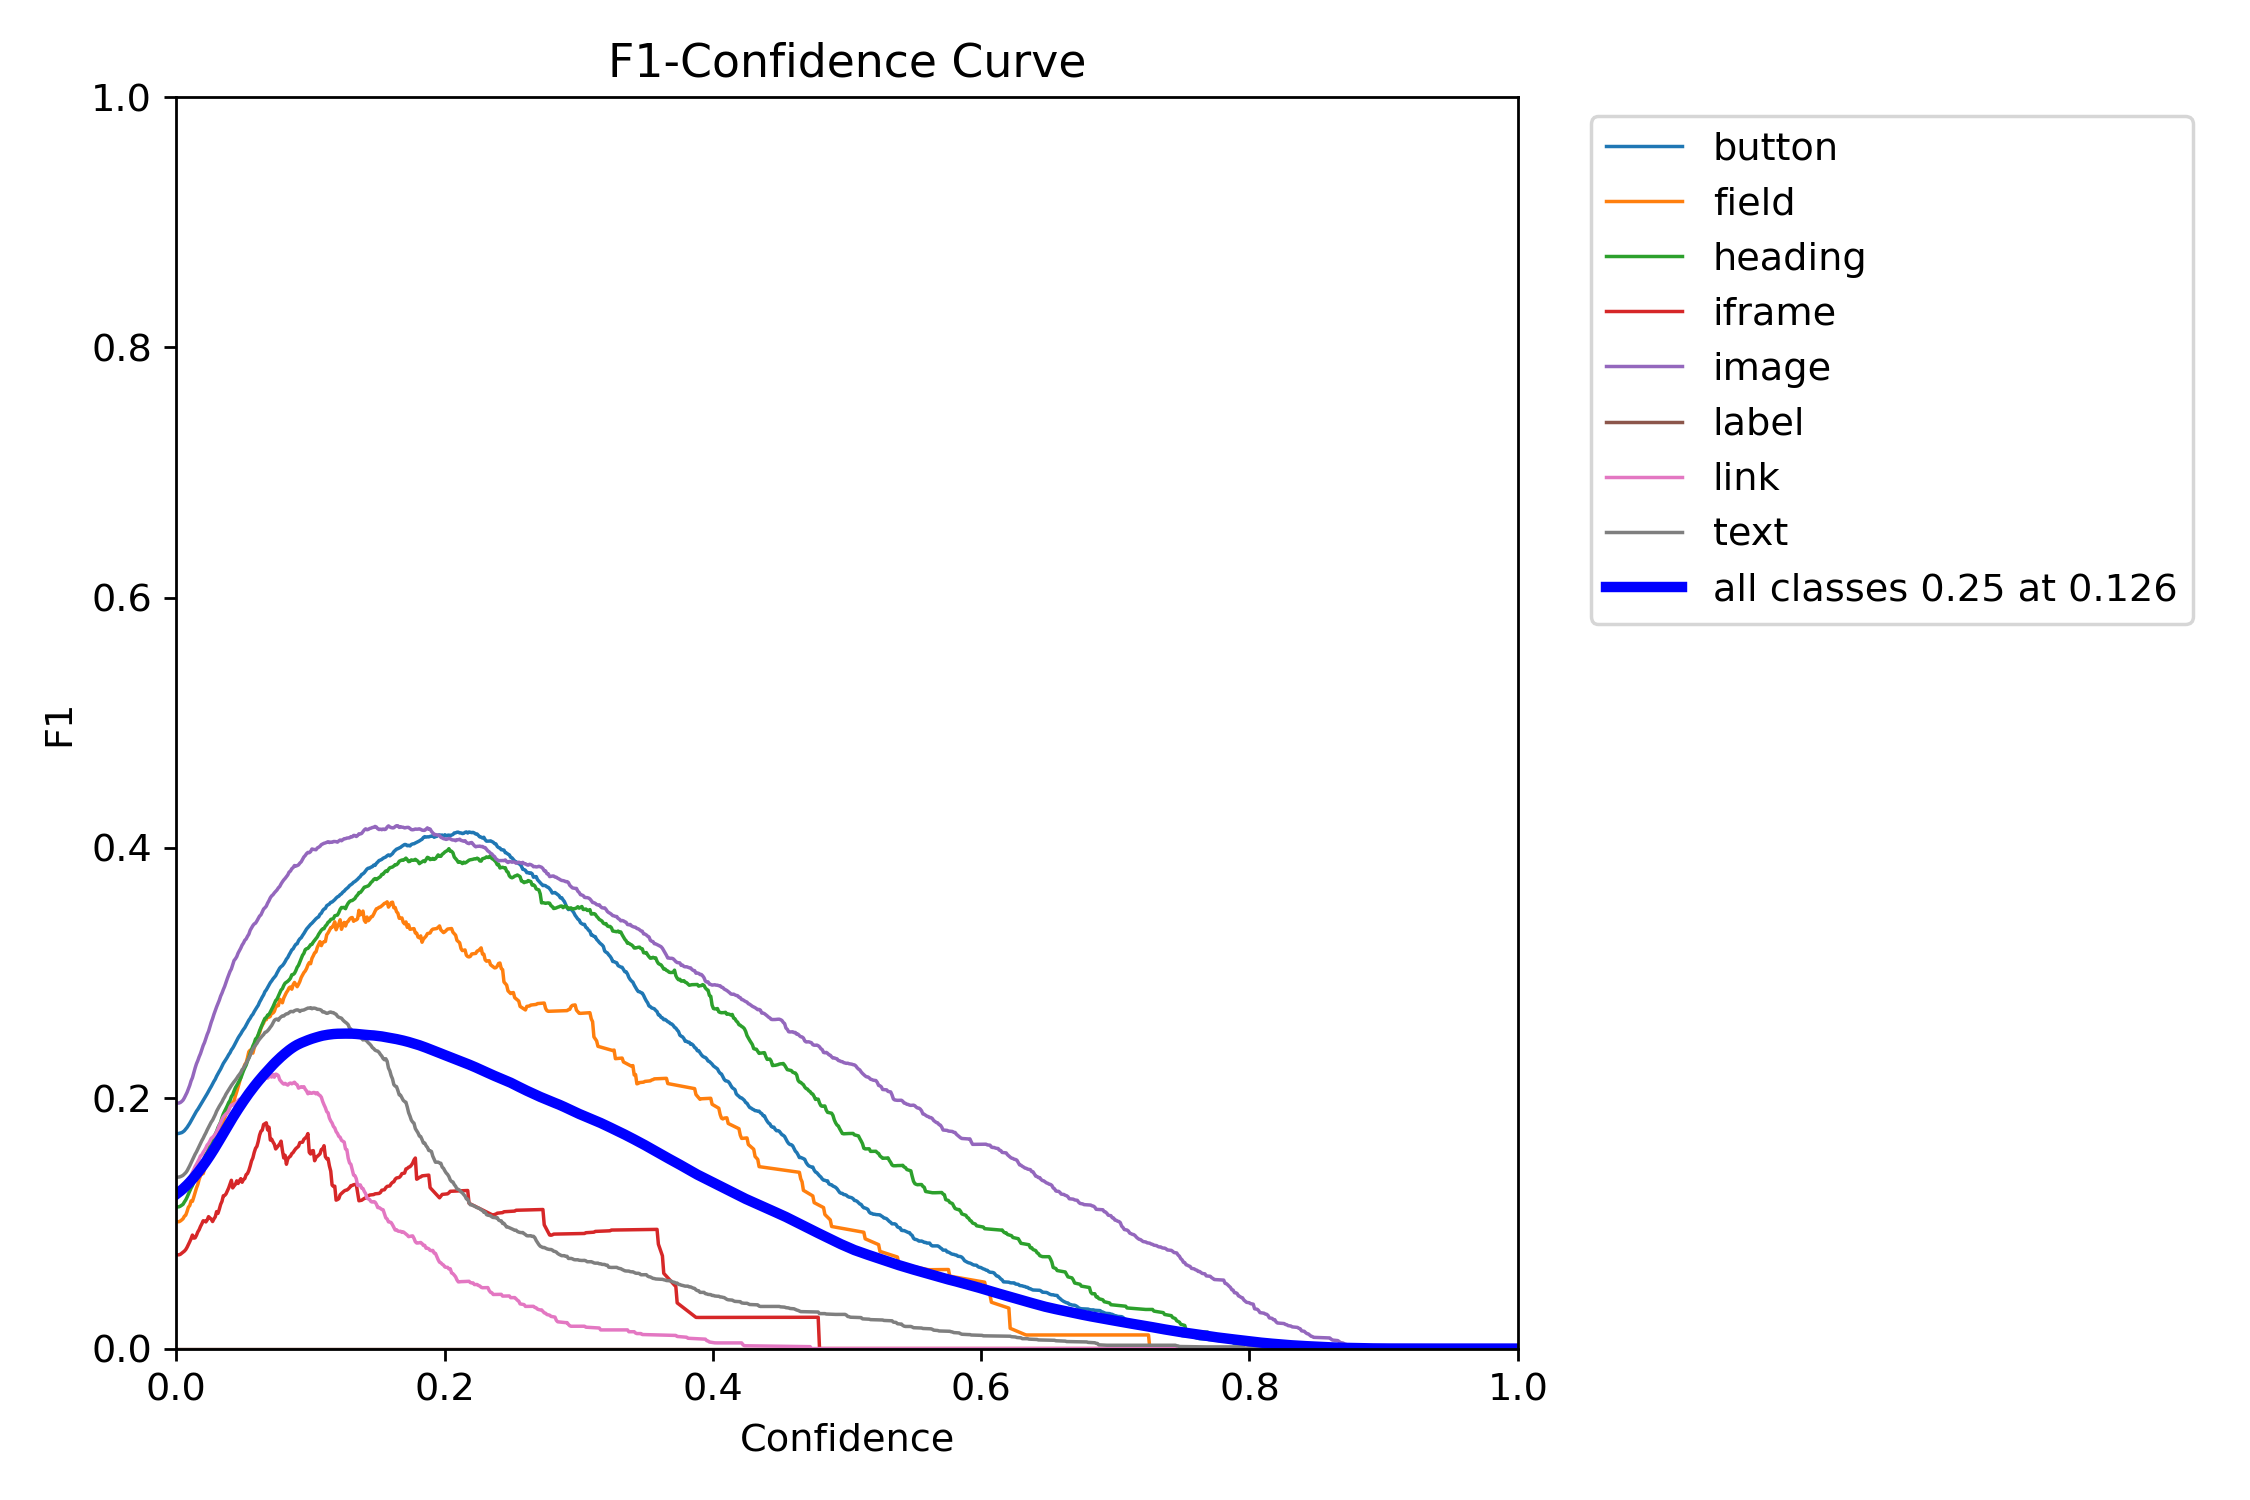 F1-Confidence Curve
1.0
0.8
0.6
0.4
0.2
0.0
F1
0.0
0.2
0.4
0.6
0.8
1.0
Confidence
button
field
heading
iframe
image
label
link
text
all classes 0.25 at 0.126